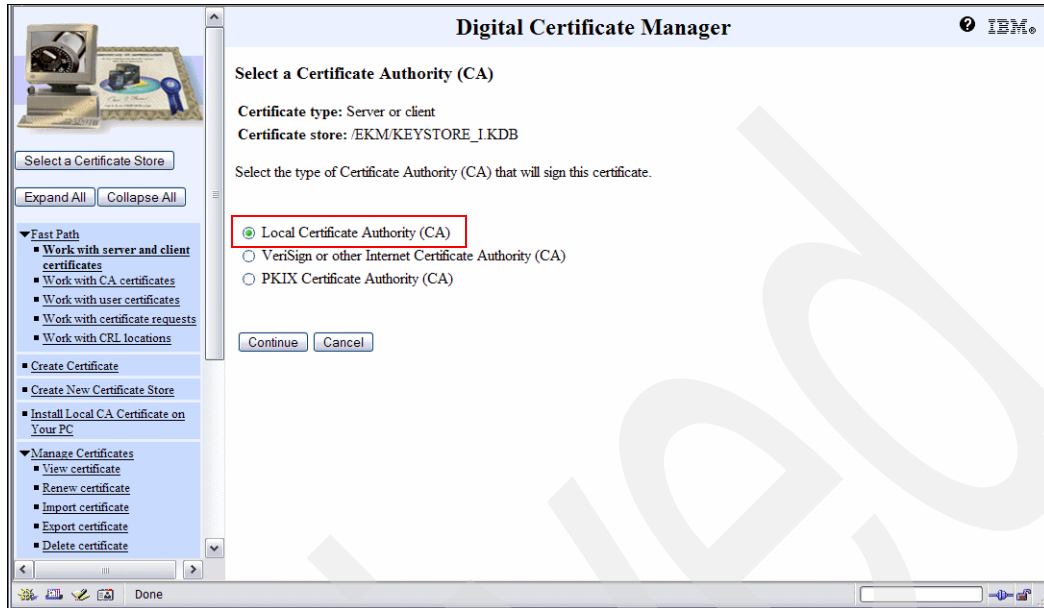 Digital Certificate Manager
IBM
Select a Certificate Store
Expand All Collapse All
Fast Path
Work with server and client
certificates
Work with CA certificates
Work with user certificates
Work with certificate requests
Work with CRL locations
Create Certificate
Create New Certificate Store
Install Local CA Certificate on
Your PC
Manage Certificates
View certificate
Renew certificate
Import certificate
Export certificate
Delete certificate
Select a Certificate Authority (CA)
Certificate type: Server or client
Certificate store: /EKM/KEYSTORE_I.KDB
Select the type of Certificate Authority (CA) that will sign this certificate.
Local Certificate Authority (CA)
VeriSign or other Internet Certificate Authority (CA)
PKIX Certificate Authority (CA)
Continue Cancel
Done